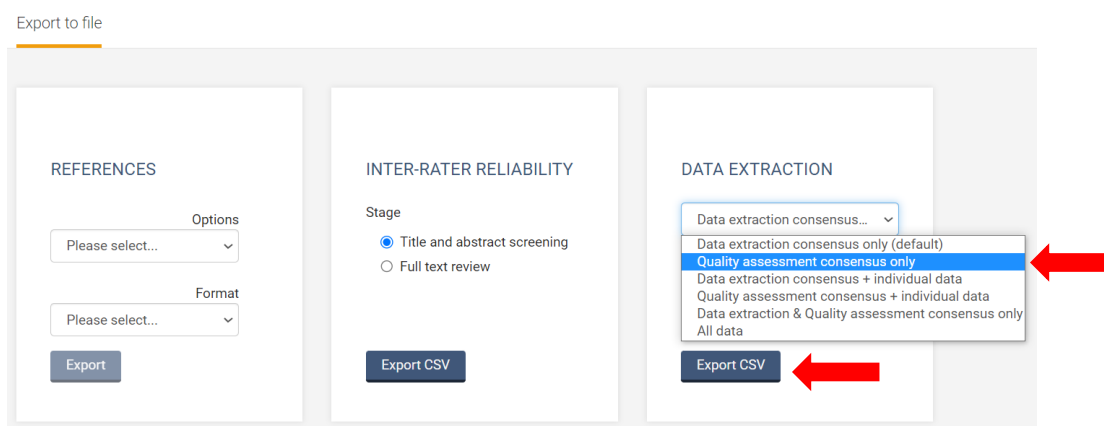 Export to file
REFERENCES
Options
Please select...
Format
Please select...
Export
INTER-RATER RELIABILITY
Stage
Title and abstract screening
Full text review
Export CSV
DATA EXTRACTION
Data extraction consensus...
Data extraction consensus only (default)
Quality assessment consensus only
Data extraction consensus + individual data
Quality assessment consensus + individual data
Data extraction & Quality assessment consensus only
All data
Export CSV